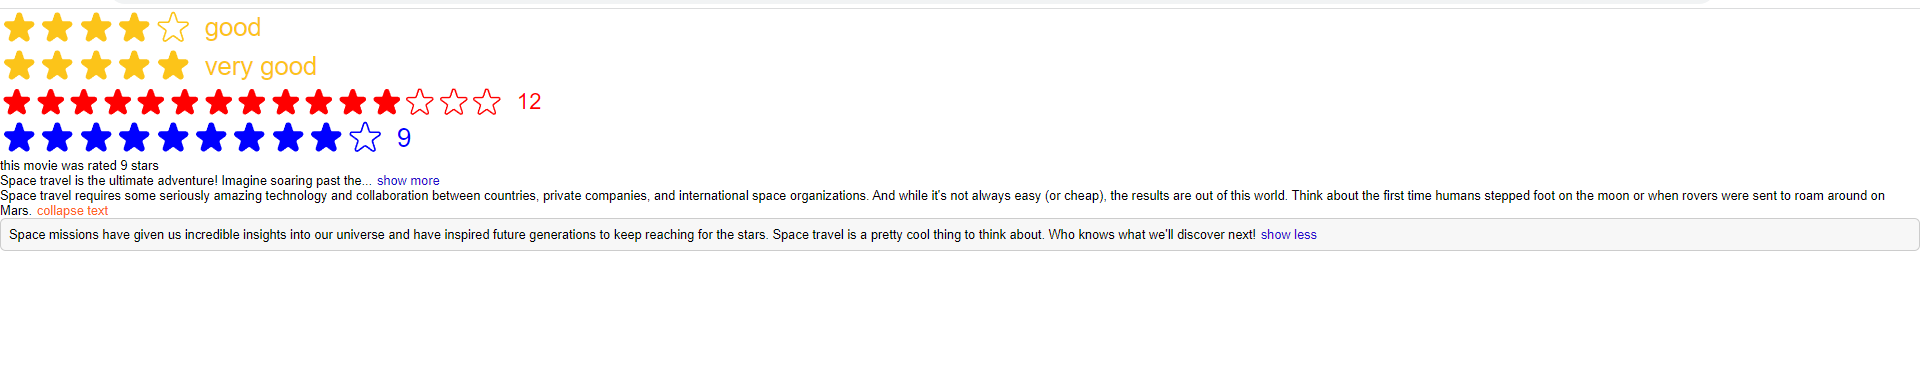 good
very good
12
9
this movie was rated 9 stars
Space travel is the ultimate adventure! Imagine soaring past the... show more
Space travel requires some seriously amazing technology and collaboration between countries, private companies, and international space organizations. And while it's not always easy (or cheap), the results are out of this world. Think about the first time humans stepped foot on the moon or when rovers were sent to roam around on
Mars. collapse text
Space missions have given us incredible insights into our universe and have inspired future generations to keep reaching for the stars. Space travel is a pretty cool thing to think about. Who knows what we'll discover next! show less